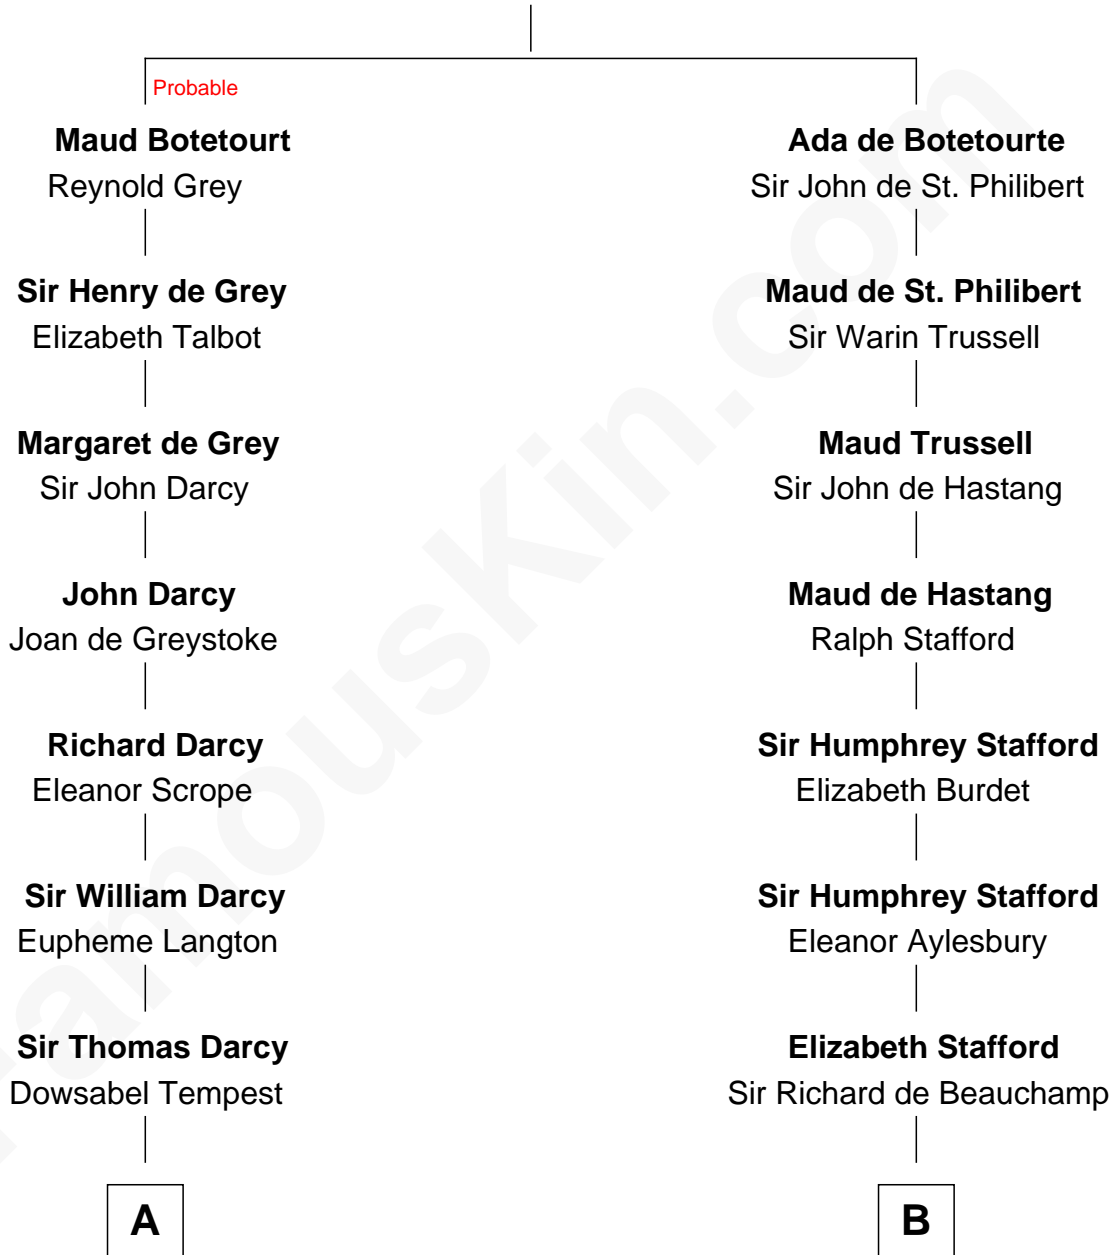 Probable
Maud Botetourt
Reynold Grey
Sir Henry de Grey
Elizabeth Talbot
Margaret de Grey
Sir John Darcy
John Darcy
Joan de Greystoke
Richard Darcy
Eleanor Scrope
Sir William Darcy
Eupheme Langton
Sir Thomas Darcy
Dowsabel Tempest
A
Ada de Botetourte
Sir John de St. Philibert
Maud de St. Philibert
Sir Warin Trussell
Maud Trussell
Sir John de Hastang
Maud de Hastang
Ralph Stafford
Sir Humphrey Stafford
Elizabeth Burdet
Sir Humphrey Stafford
Eleanor Aylesbury
Elizabeth Stafford
Sir Richard de Beauchamp
B
FamousKin.com